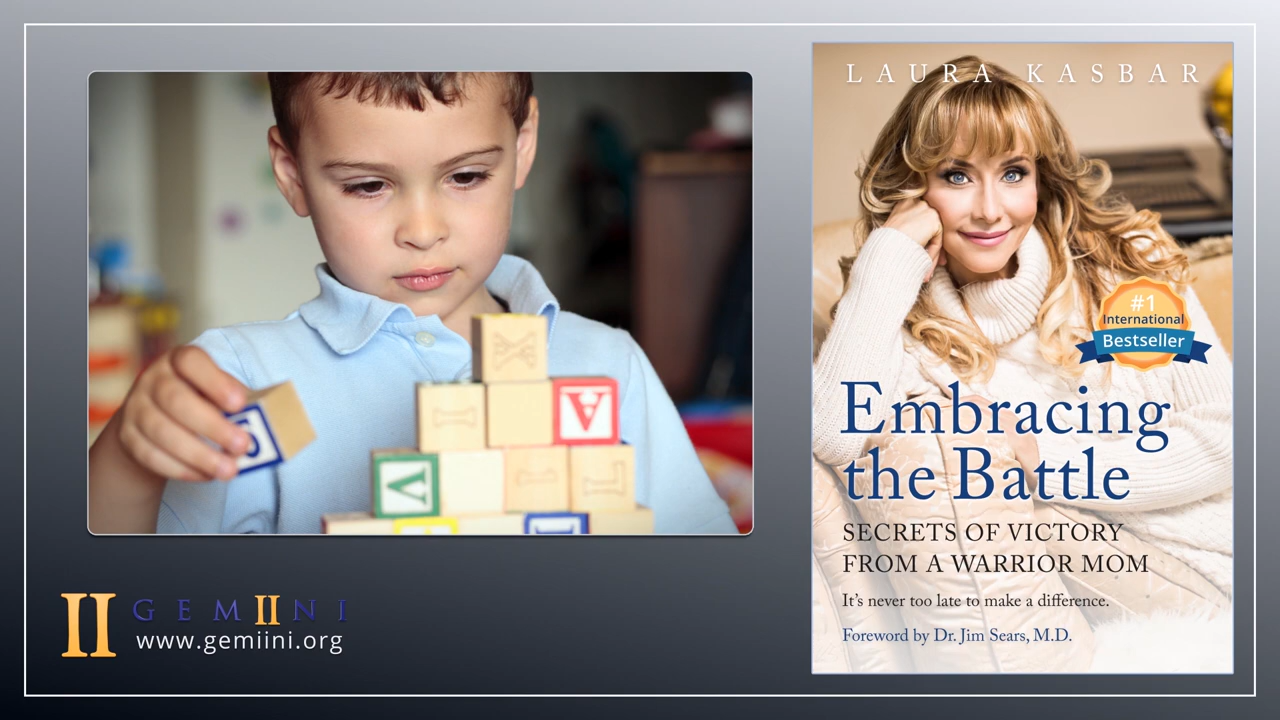 LAURA KASBAR
#1
International
Bestseller
Embracing
the Battle
SECRETS OF VICTORY
FROM A WARRIOR MOM
It's never too late to make a difference.
Foreword by Dr. Jim Sears, M.D.
II GEMIINI
www.gemiini.org